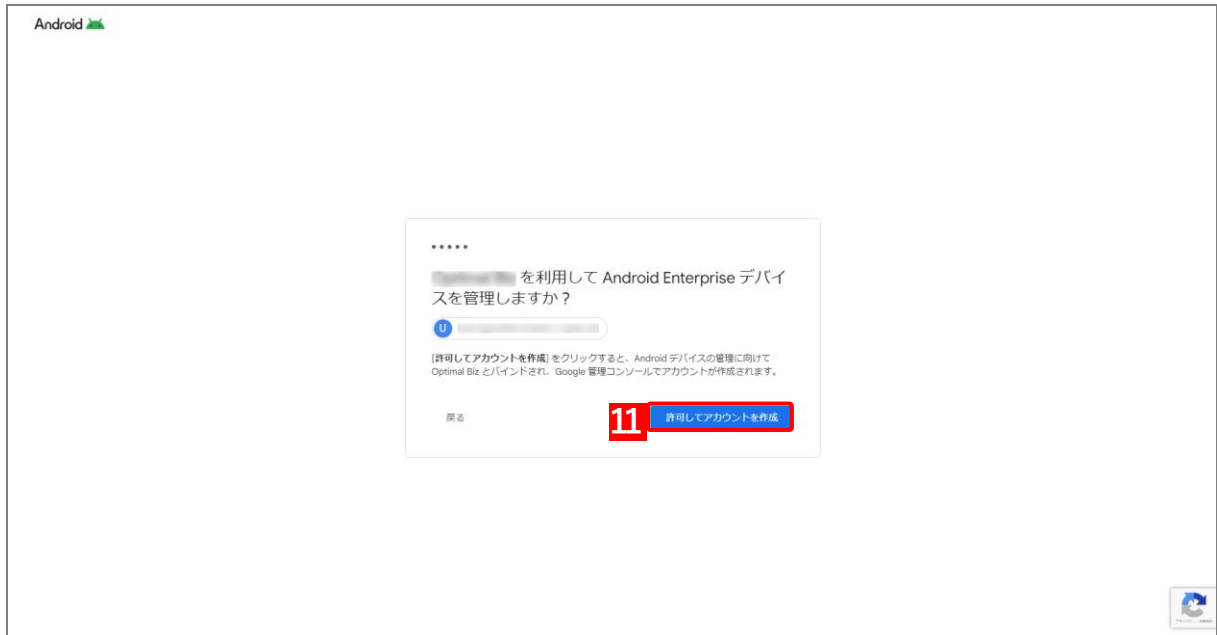 Android
を利用して Android Enterprise デバイ
スを管理しますか？
U
[許可してアカウントを作成] をクリックすると、Android デバイスの管理に向けて
Optimal Biz とバインドされ、Google 管理コンソールでアカウントが作成されます。
戻る
11
許可してアカウントを作成